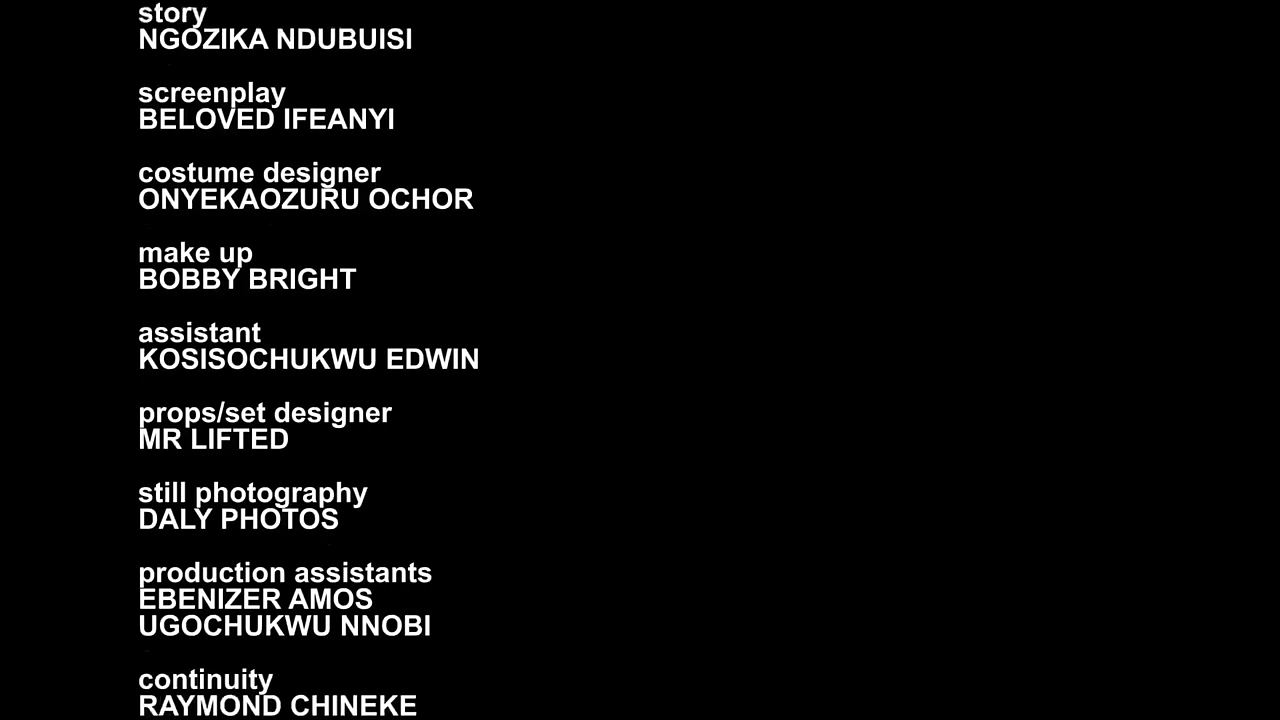 story
NGOZIKA NDUBUISI
screenplay
BELOVED IFEANYI
costume designer
ONYEKAOZURU OCHOR
make up
BOBBY BRIGHT
assistant
KOSISOCHUKWU EDWIN
props/set designer
MR LIFTED
still photography
DALY PHOTOS
production assistants
EBENIZER AMOS
UGOCHUKWU NNOBI
continuity
RAYMOND CHINEKE